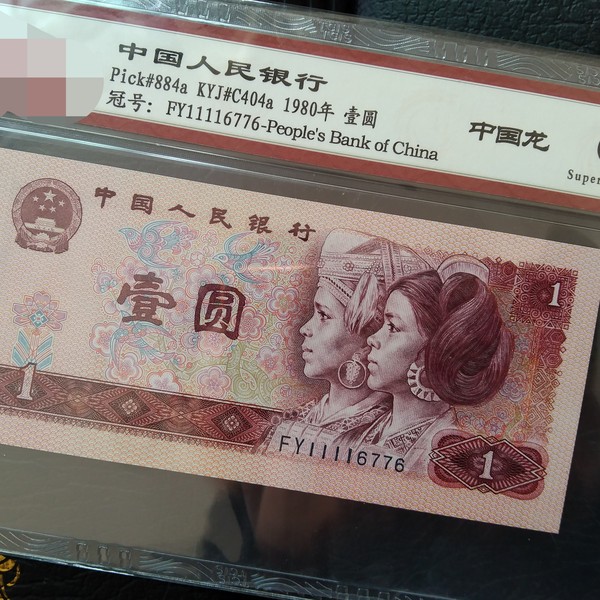 中国人民银行
Pick#884a KYJ#C404a 1980年 壹圆
冠号: FY11116776-People's Bank of China
中国龙
Super
中国人民银行
壹圆
1
1
FY11116776
1